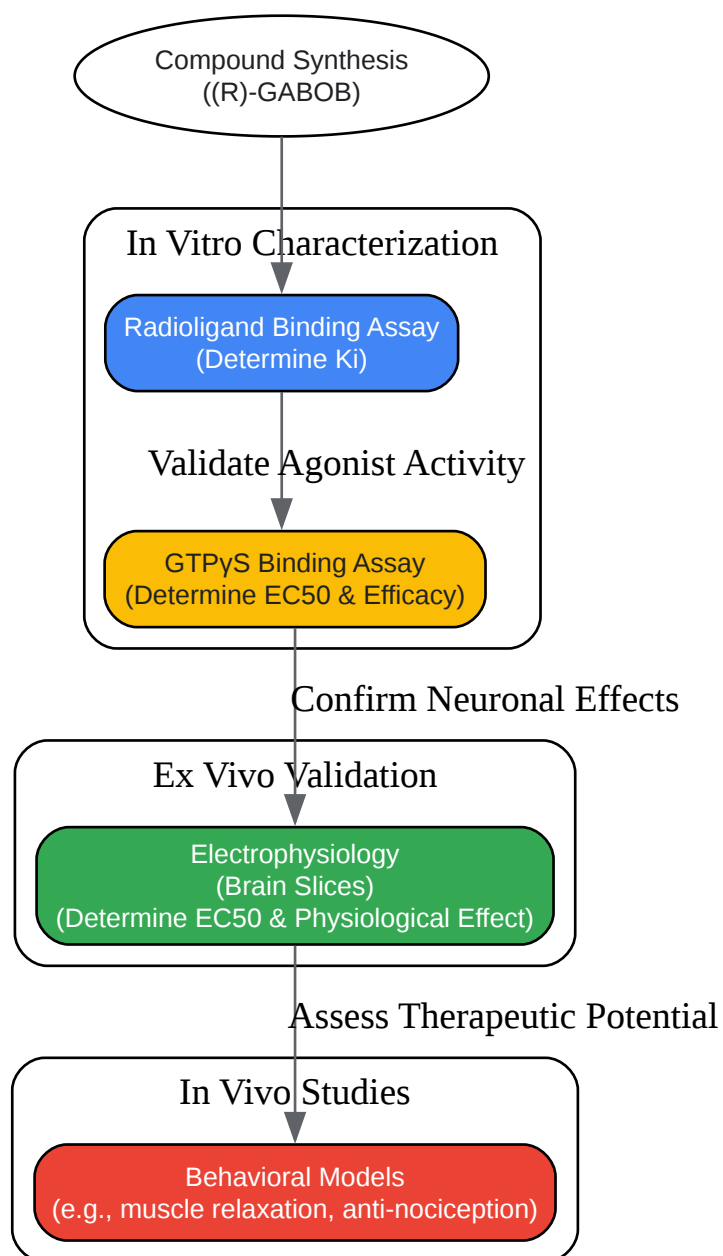 Compound Synthesis
((R)-GABOB)
In Vitro Characterization
Radioligand Binding Assay
(Determine Ki)
Validate Agonist Activity
GTPγS Binding Assay
(Determine EC50 & Efficacy)
Confirm Neuronal Effects
Ex Vivo Validation
Electrophysiology
(Brain Slices)
(Determine EC50 & Physiological Effect)
Assess Therapeutic Potential
In Vivo Studies
Behavioral Models
(e.g., muscle relaxation, anti-nociception)